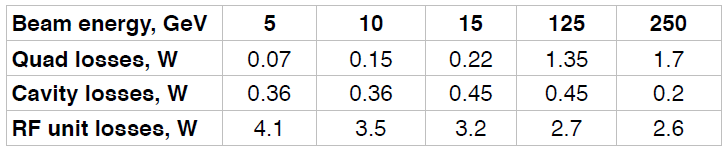 Beam energy, GeV 5 10 15 125 250
Quad losses, W 0.07 0.15 0.22 1.35 1.7
Cavity losses, W 0.36 0.36 0.45 0.45 0.2
RF unit losses, W 4.1 3.5 3.2 2.7 2.6